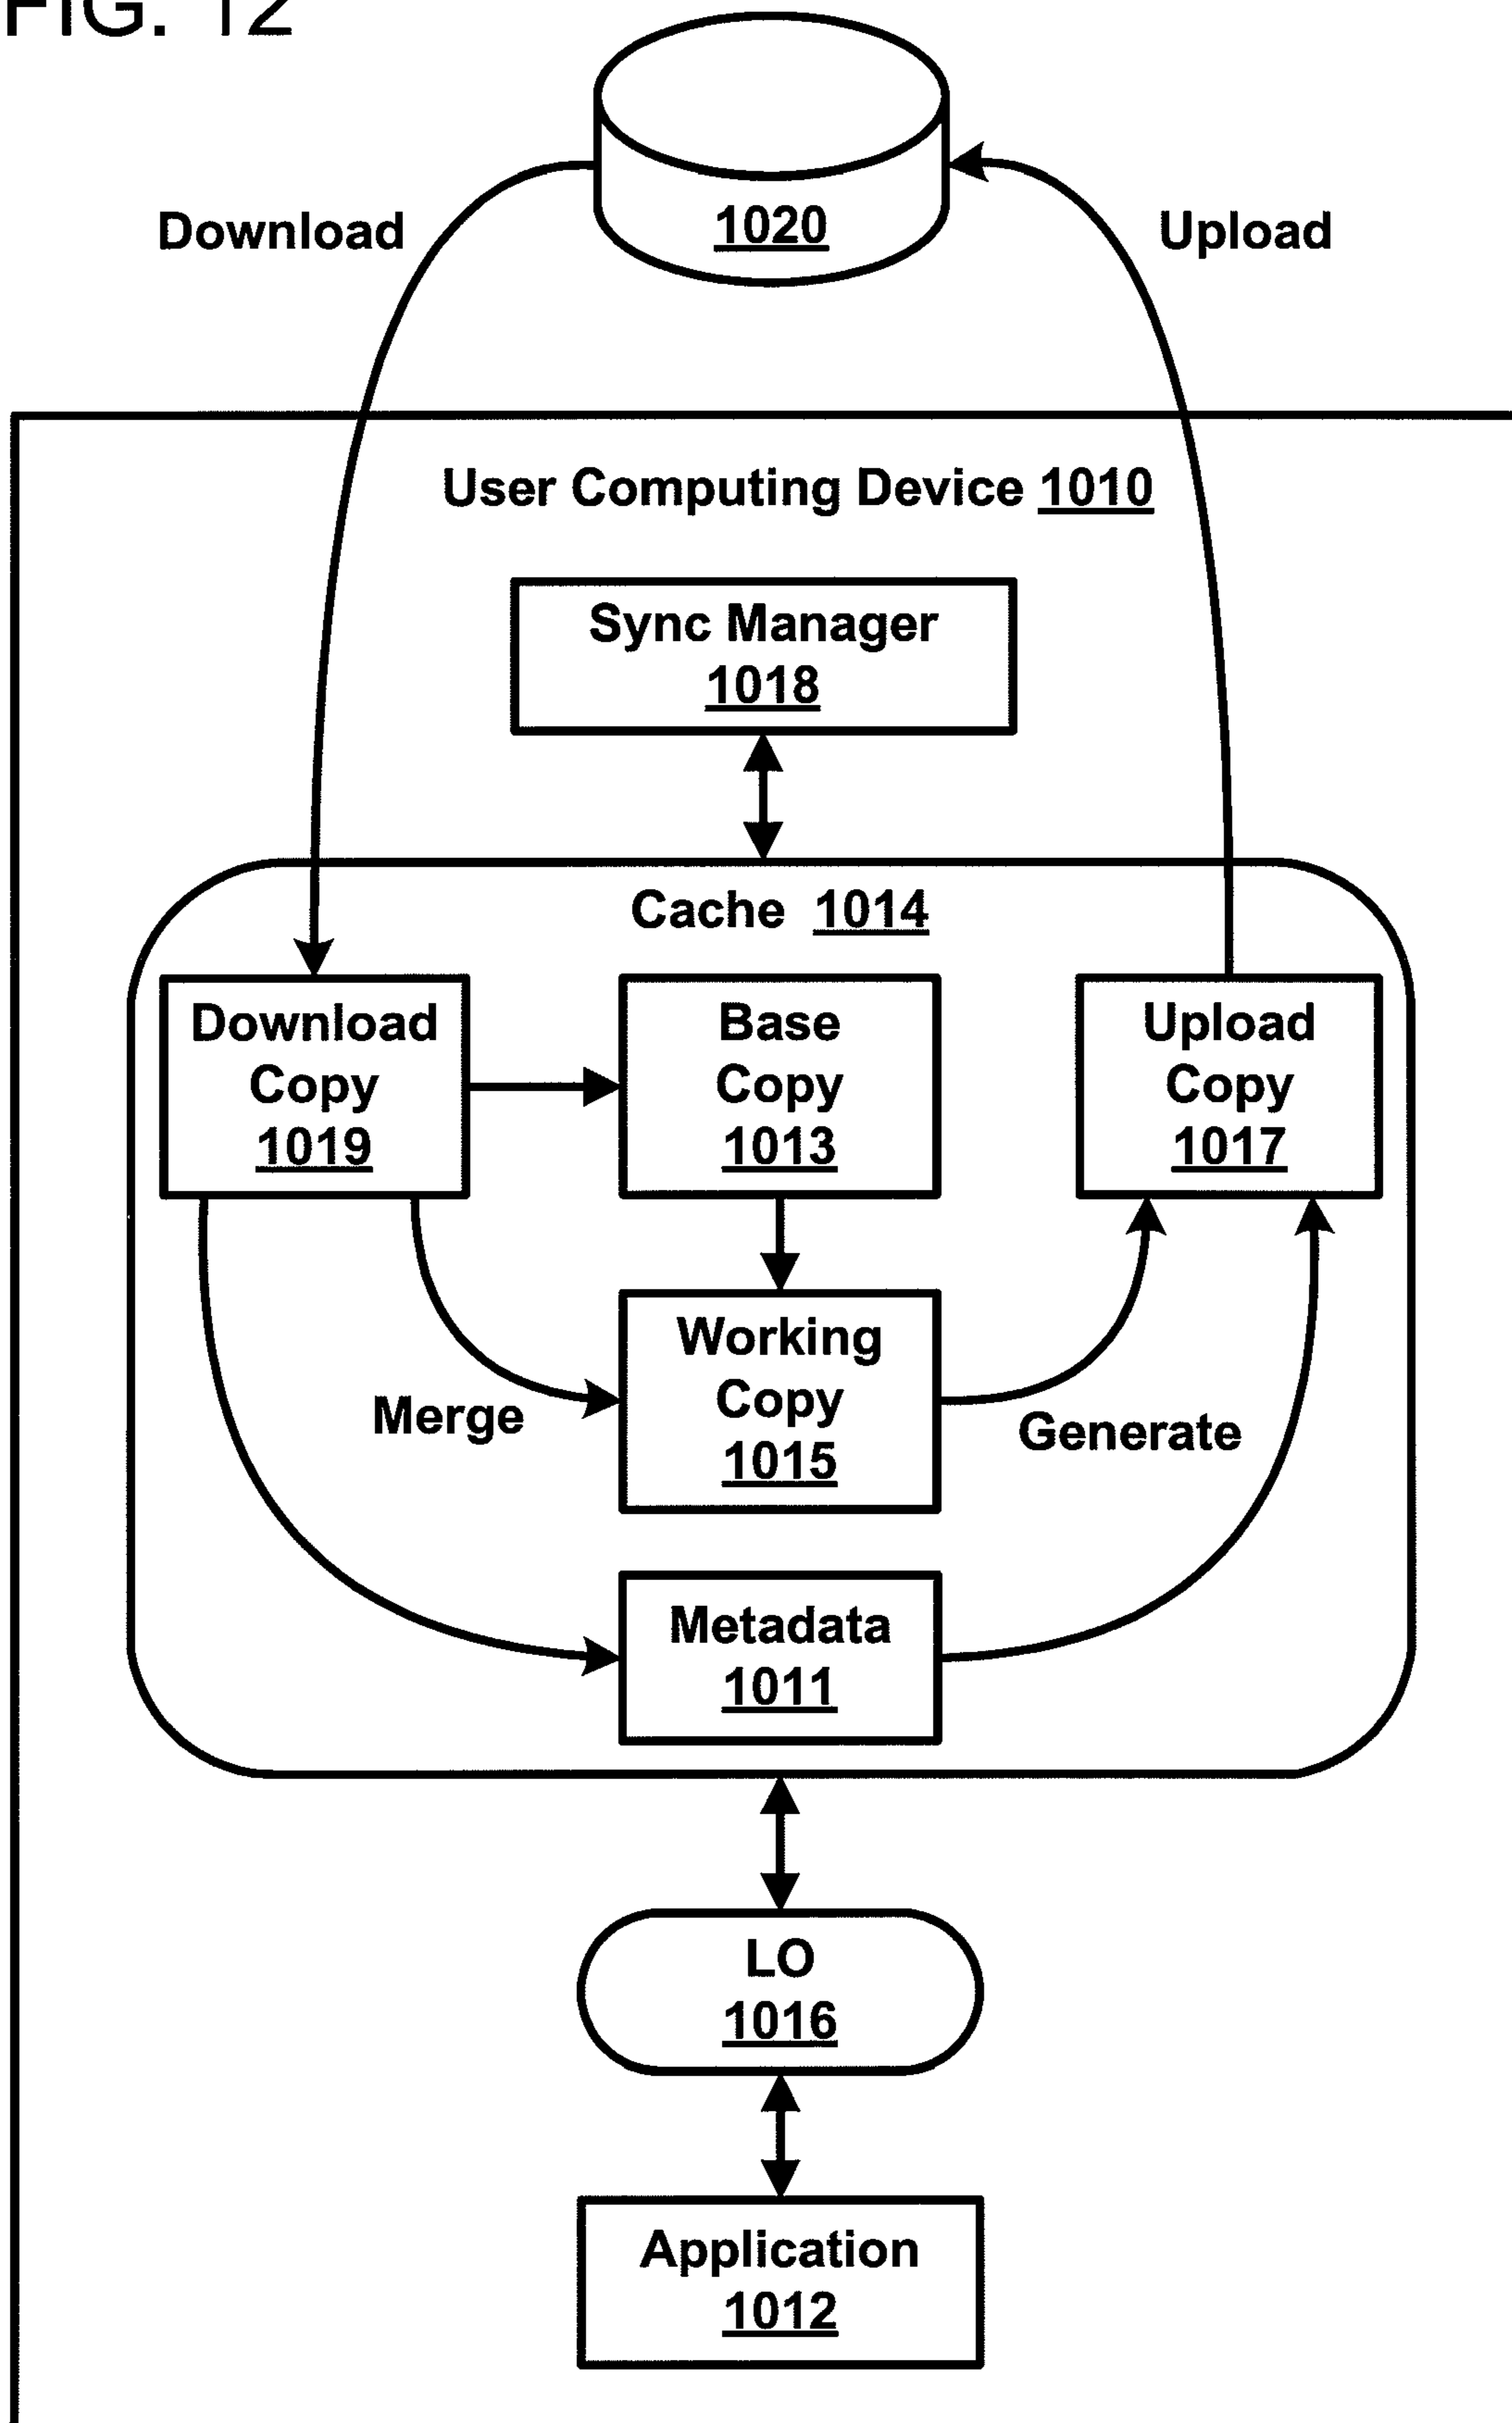 FIG. 12
1020
Download
Upload
User Computing Device 1010
Sync Manager
1018
Cache 1014
Download
Copy
1019
Base
Copy
1013
Upload
Copy
1017
Working
Copy
1015
Merge
Generate
Metadata
1011
LO
1016
Application
1012